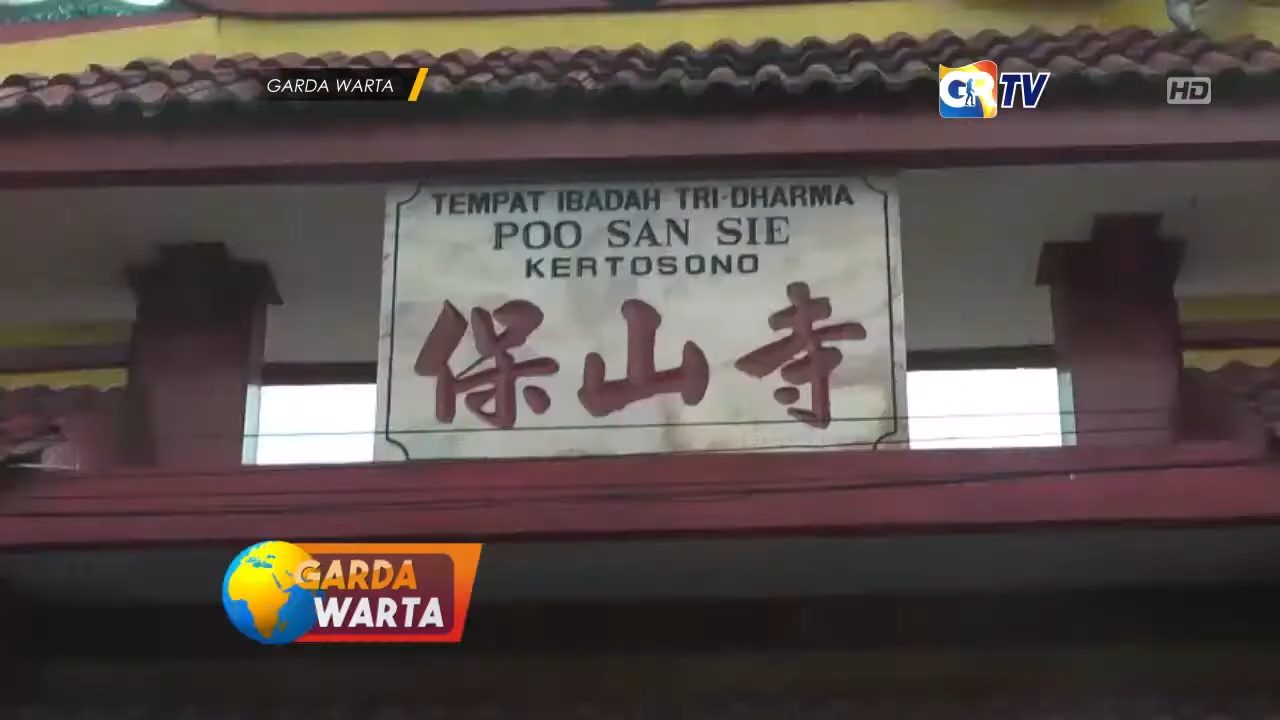 GARDA WARTA
GRTV
HD
TEMPAT IBADAH TRI-DHARMA
POO SAN SIE
KERTOSONO
保山寺
GARDA
WARTA